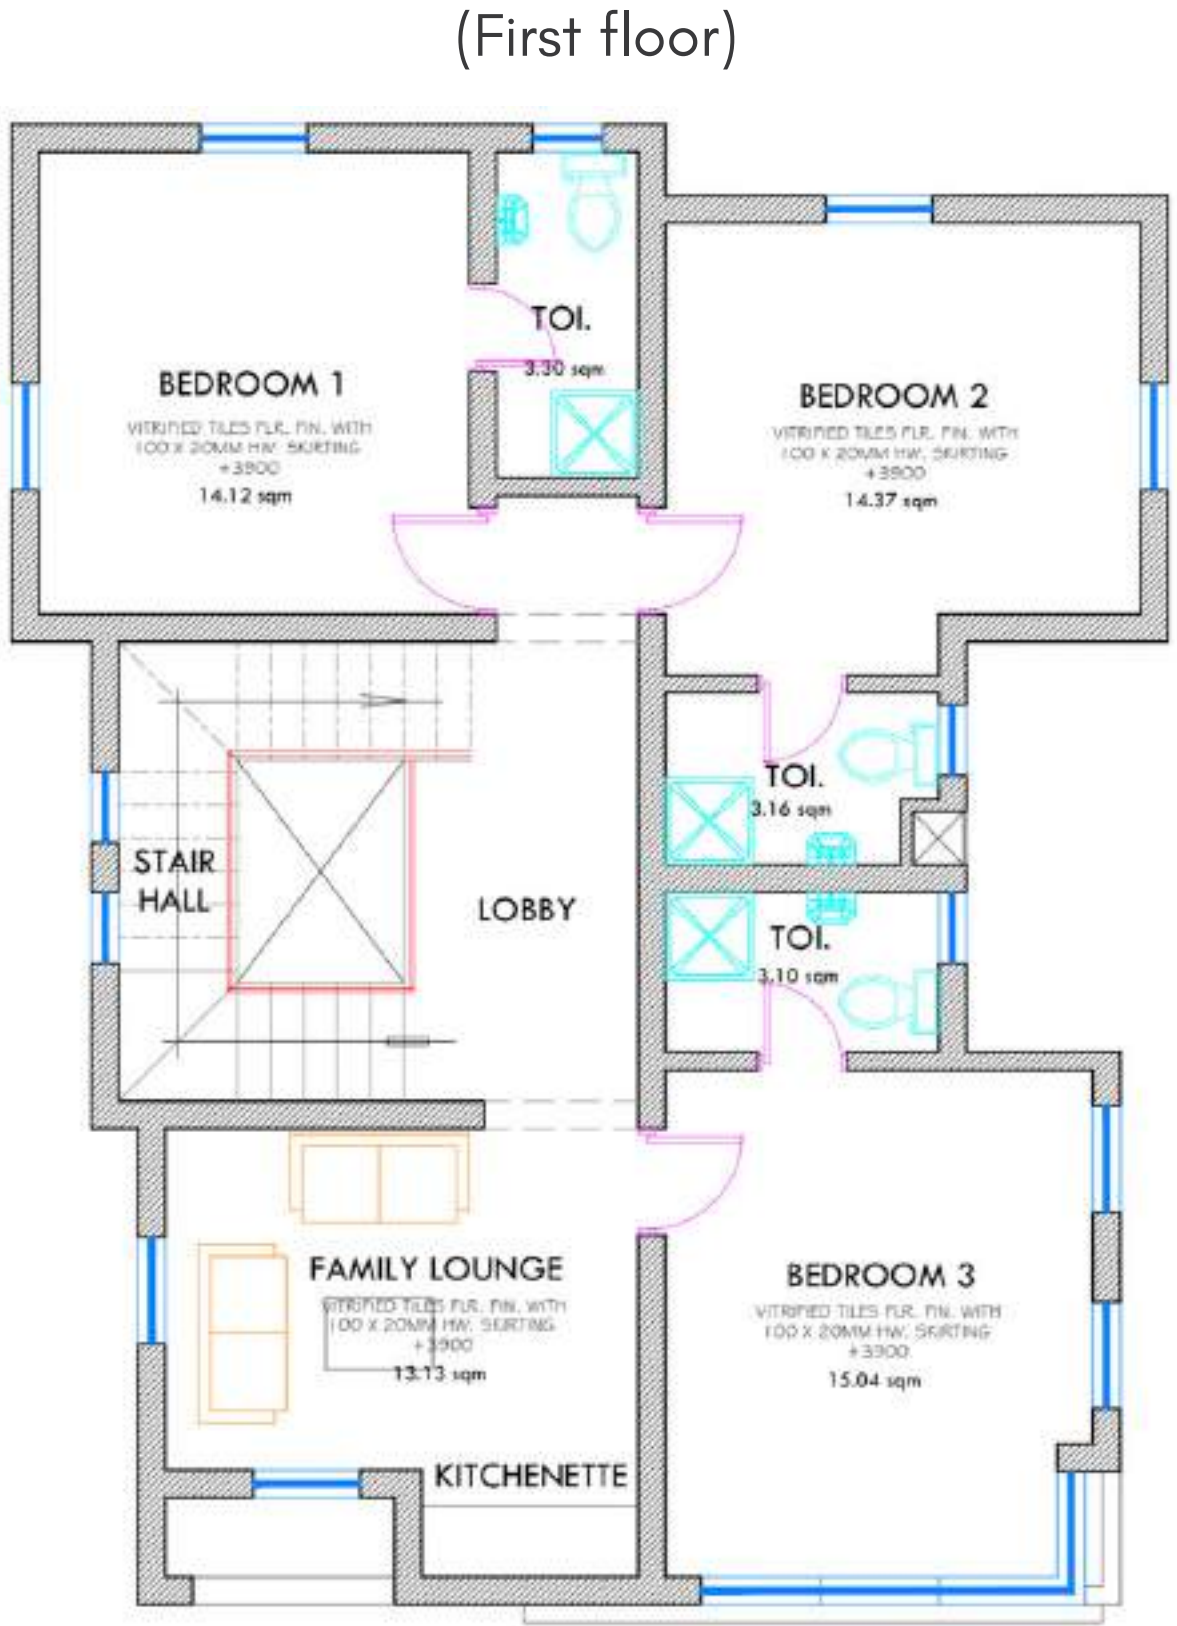 (First floor)
TOI.
3.30 sqm
BEDROOM 1
VITRIFIED TILES FLR. FIN. WITH
100 X 20MM HW. SKIRTING
+3900
14.12 sqm
BEDROOM 2
VITRIFIED TILES FLR. FIN. WITH
100 X 20MM HW. SKIRTING
+3900
14.37 sqm
TOI.
3.16 sqm
STAIR
HALL
LOBBY
TOI.
3.10 sqm
FAMILY LOUNGE
VITRIFIED TILES FLR. FIN. WITH
100 X 20MM HW. SKIRTING
+3900
13.13 sqm
BEDROOM 3
VITRIFIED TILES FLR. FIN. WITH
100 X 20MM HW. SKIRTING
+3900
15.04 sqm
KITCHENETTE